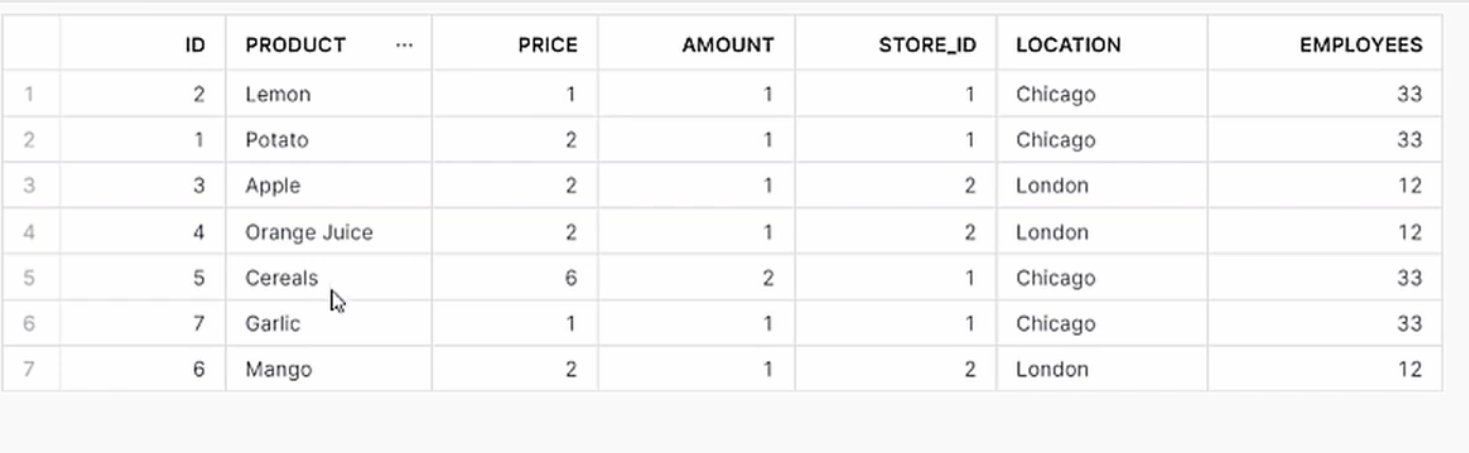 ID PRODUCT ... PRICE AMOUNT STORE_ID LOCATION EMPLOYEES
1 2 Lemon 1 1 1 Chicago 33
2 1 Potato 2 1 1 Chicago 33
3 3 Apple 2 1 2 London 12
4 4 Orange Juice 2 1 2 London 12
5 5 Cereals 6 2 1 Chicago 33
6 7 Garlic 1 1 1 Chicago 33
7 6 Mango 2 1 2 London 12